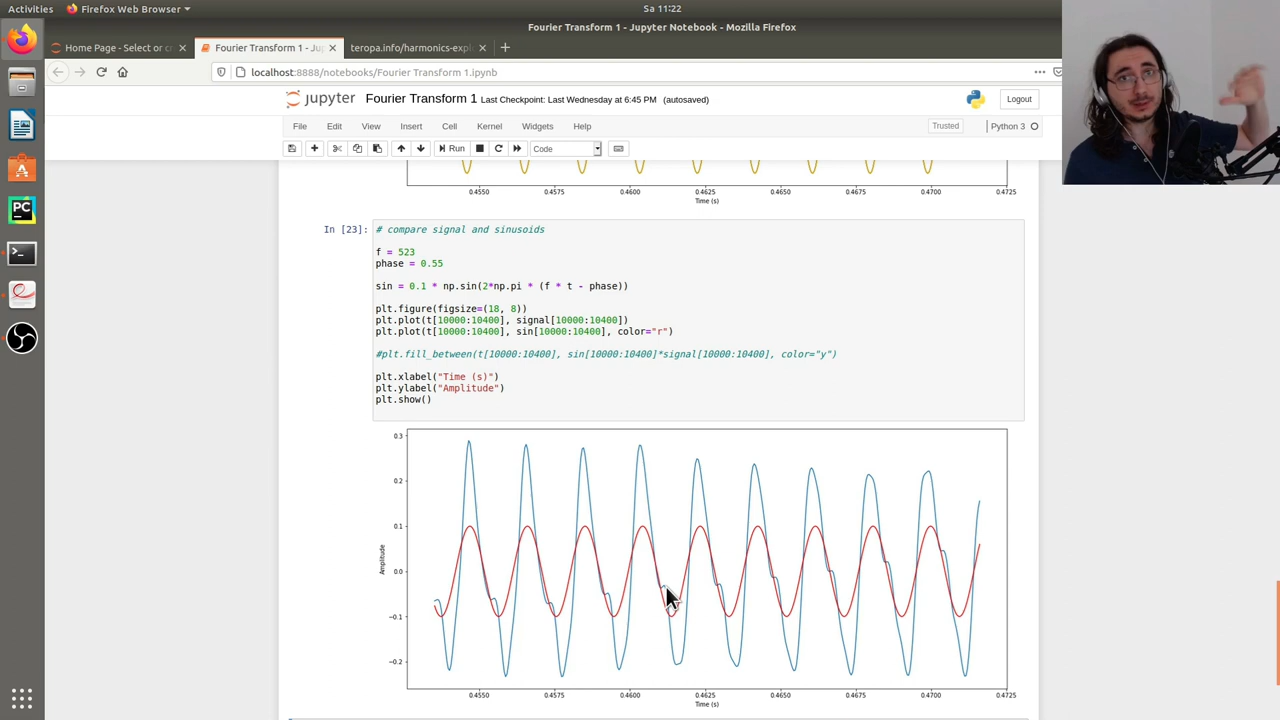 Activities
Firefox Web Browser
Sa 11:22
Fourier Transform 1 - Jupyter Notebook - Mozilla Firefox
Home Page - Select or cr
Fourier Transform 1 - Ju
teropa.info/harmonics-expl
localhost:8888/notebooks/Fourier Transform 1.ipynb
jupyter Fourier Transform 1 Last Checkpoint: Last Wednesday at 6:45 PM (autosaved)
Logout
File Edit View Insert Cell Kernel Widgets Help
Trusted
Python 3
Run
Code
PC
0.4550 0.4575 0.4600 0.4625 0.4650 0.4675 0.4700 0.4725
Time (s)
In [23]:
# compare signal and sinusoids
f = 523
phase = 0.55
sin = 0.1 * np.sin(2*np.pi * (f * t - phase))
plt.figure(figsize=(18, 8))
plt.plot(t[10000:10400], signal[10000:10400])
plt.plot(t[10000:10400], sin[10000:10400], color="r")
#plt.fill_between(t[10000:10400], sin[10000:10400]*signal[10000:10400], color="y")
plt.xlabel("Time (s)")
plt.ylabel("Amplitude")
plt.show()
0.3
0.2
0.1
0.0
−0.1
−0.2
Amplitude
0.4550 0.4575 0.4600 0.4625 0.4650 0.4675 0.4700 0.4725
Time (s)